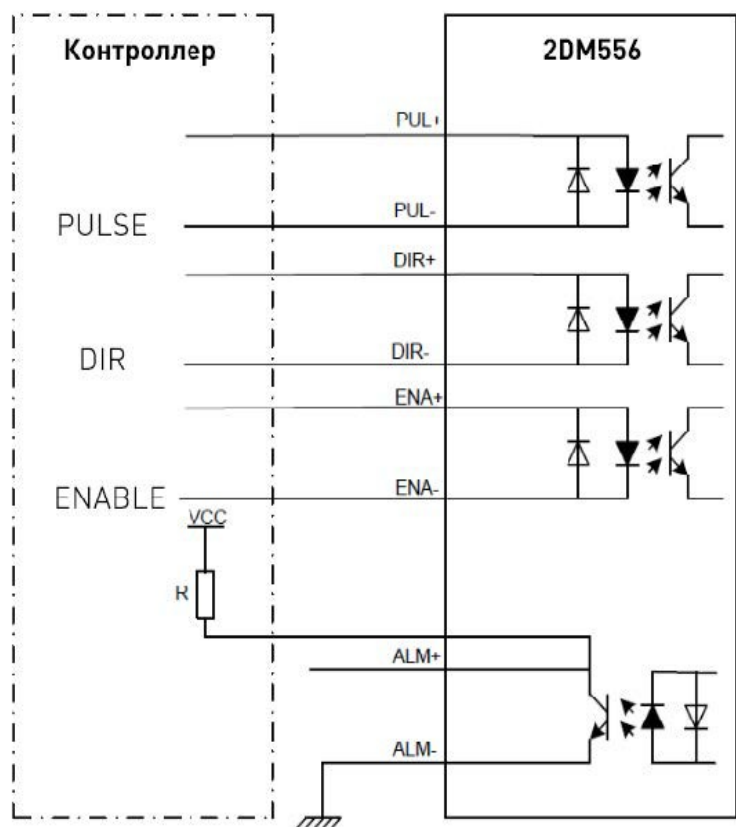 Контроллер
2DM556
PUL+
PULSE
PUL-
DIR+
DIR
DIR-
ENA+
ENABLE
ENA-
VCC
R
ALM+
ALM-